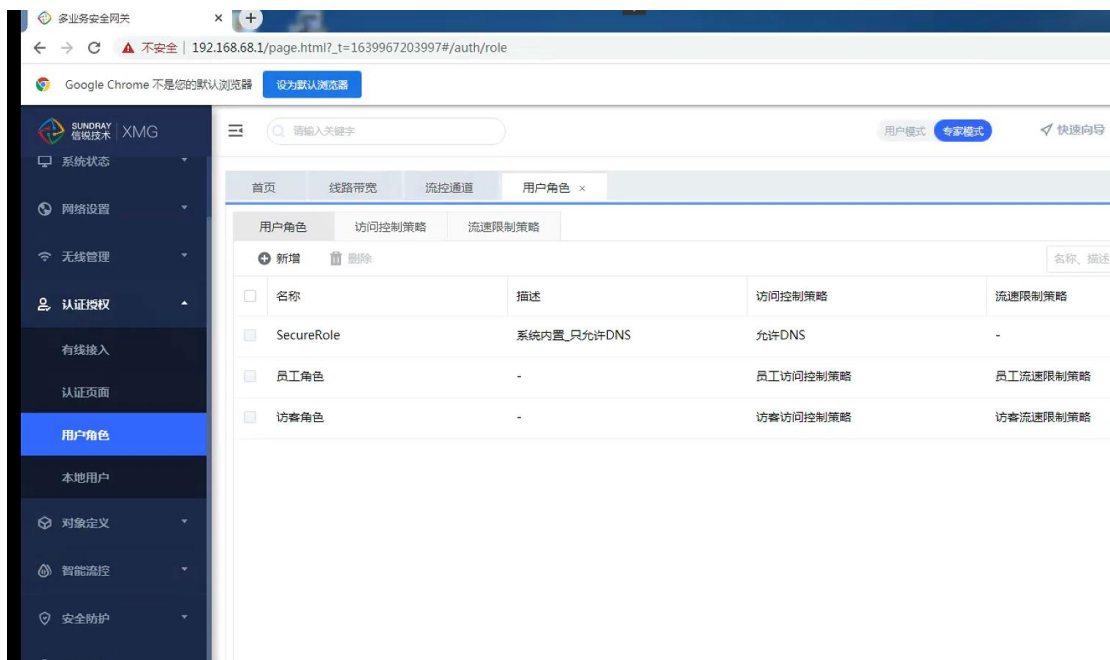 多业务安全网关
不安全 | 192.168.68.1/page.html?_t=1639967203997#/auth/role
Google Chrome 不是您的默认浏览器 设为默认浏览器
SUNDRAY 信锐技术 XMG
请输入关键字
用户模式 专家模式 快速向导
系统状态
网络设置
无线管理
认证授权
有线接入
认证页面
用户角色
本地用户
对象定义
智能流控
安全防护
首页 线路带宽 流控通道 用户角色 ×
用户角色 访问控制策略 流速限制策略
新增 删除 名称、描述
名称 描述 访问控制策略 流速限制策略
SecureRole 系统内置_只允许DNS 允许DNS -
员工角色 - 员工访问控制策略 员工流速限制策略
访客角色 - 访客访问控制策略 访客流速限制策略